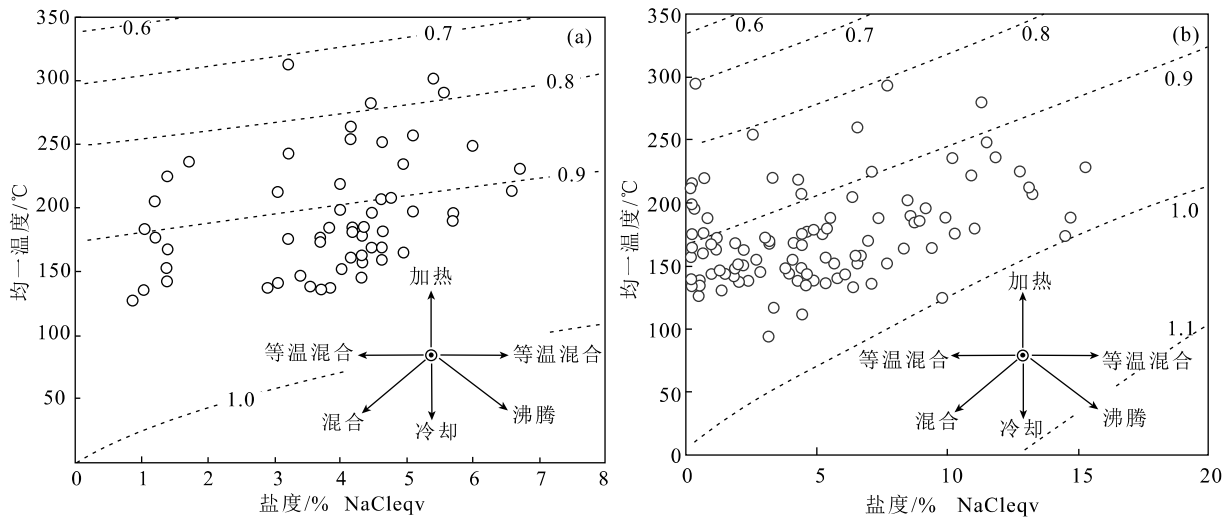 350
300
250
200
150
100
50
0
1
2
3
4
5
6
7
8
均一温度/℃
盐度/% NaCleqv
(a)
0.6
0.7
0.8
0.9
1.0
加热
等温混合
等温混合
混合
冷却
沸腾
350
300
250
200
150
100
50
0
0
5
10
15
20
均一温度/℃
盐度/% NaCleqv
(b)
0.6
0.7
0.8
0.9
1.0
1.1
加热
等温混合
等温混合
混合
冷却
沸腾